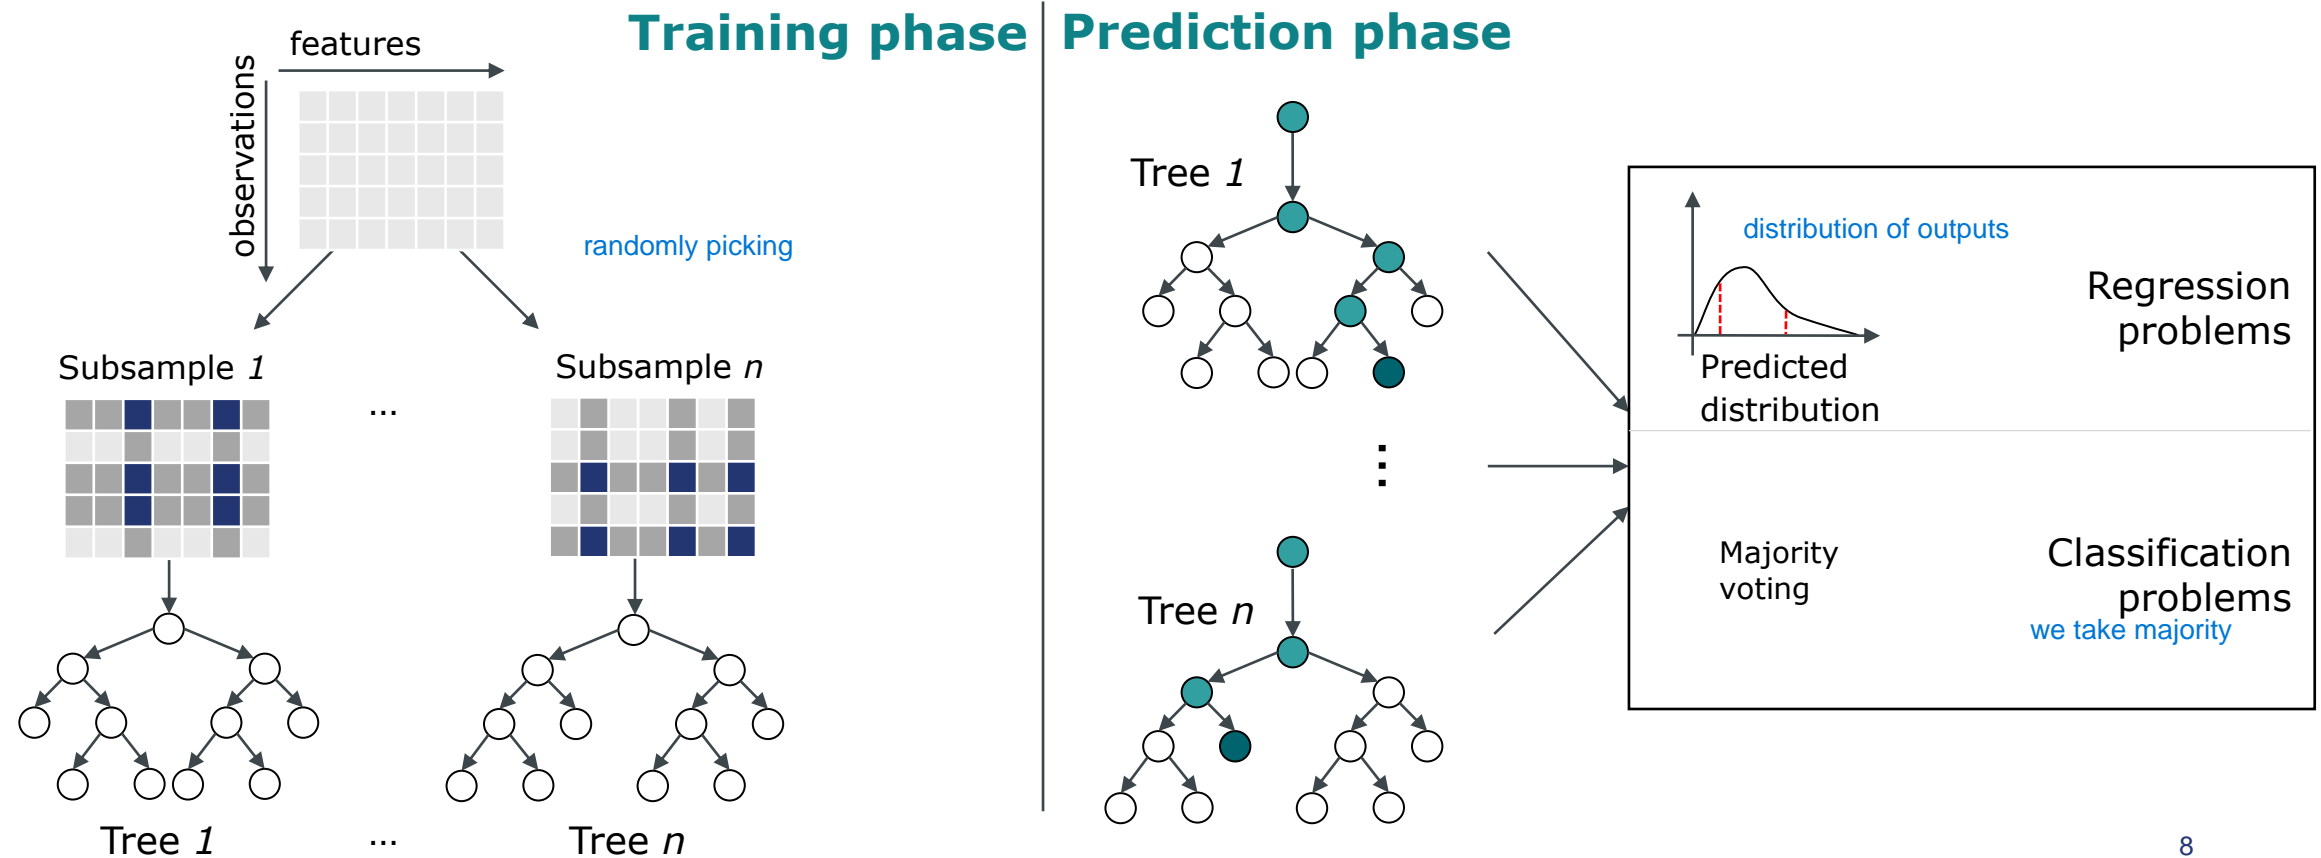 Training phase
Prediction phase
features
observations
randomly picking
Subsample 1
...
Subsample n
Tree 1
...
Tree n
Tree 1
⋮
Tree n
distribution of outputs
Regression
problems
Predicted
distribution
Majority
voting
Classification
problems
we take majority
8